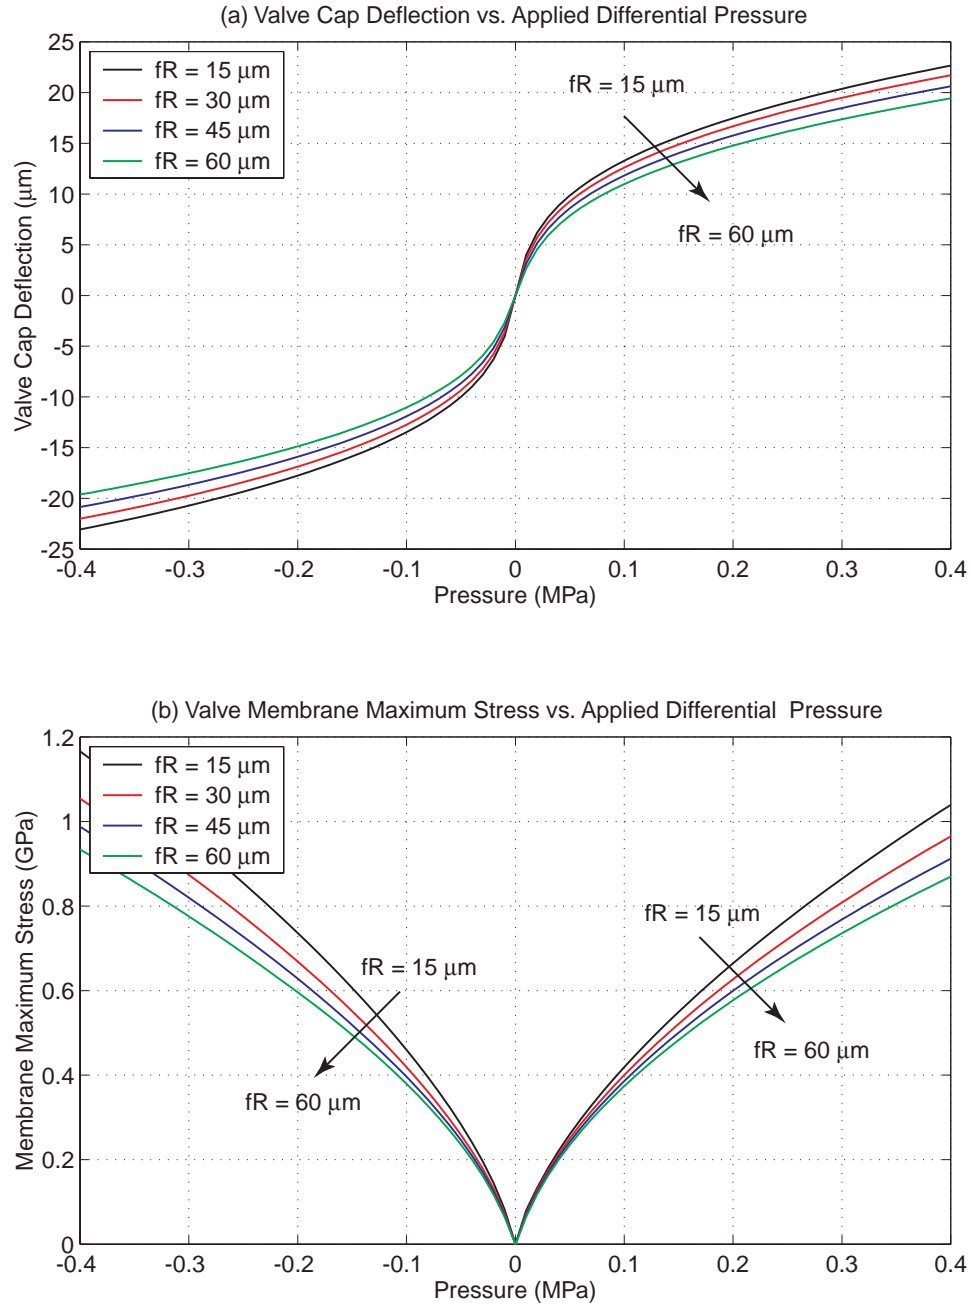 (a) Valve Cap Deflection vs. Applied Differential Pressure
25
20
15
10
5
0
-5
-10
-15
-20
-25
Valve Cap Deflection (μm)
fR = 15 μm
fR = 30 μm
fR = 45 μm
fR = 60 μm
fR = 15 μm
fR = 60 μm
-0.4 -0.3 -0.2 -0.1 0 0.1 0.2 0.3 0.4
Pressure (MPa)
(b) Valve Membrane Maximum Stress vs. Applied Differential Pressure
1.2
1
0.8
0.6
0.4
0.2
0
Membrane Maximum Stress (GPa)
fR = 15 μm
fR = 30 μm
fR = 45 μm
fR = 60 μm
fR = 15 μm
fR = 15 μm
fR = 60 μm
fR = 60 μm
-0.4 -0.3 -0.2 -0.1 0 0.1 0.2 0.3 0.4
Pressure (MPa)